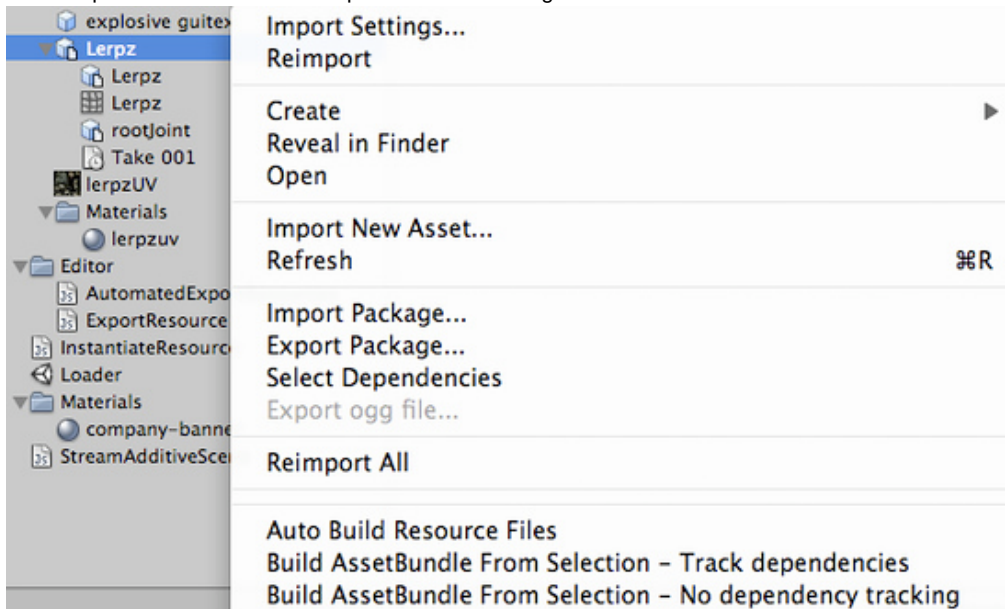 explosive guitex
Lerpz
Lerpz
Lerpz
rootJoint
Take 001
lerpzUV
Materials
lerpzuv
Editor
AutomatedExpo
ExportResource
InstantiateResourc
Loader
Materials
company-banne
StreamAdditiveSce
Import Settings...
Reimport
Create
Reveal in Finder
Open
Import New Asset...
Refresh ⌘R
Import Package...
Export Package...
Select Dependencies
Export ogg file...
Reimport All
Auto Build Resource Files
Build AssetBundle From Selection – Track dependencies
Build AssetBundle From Selection – No dependency tracking